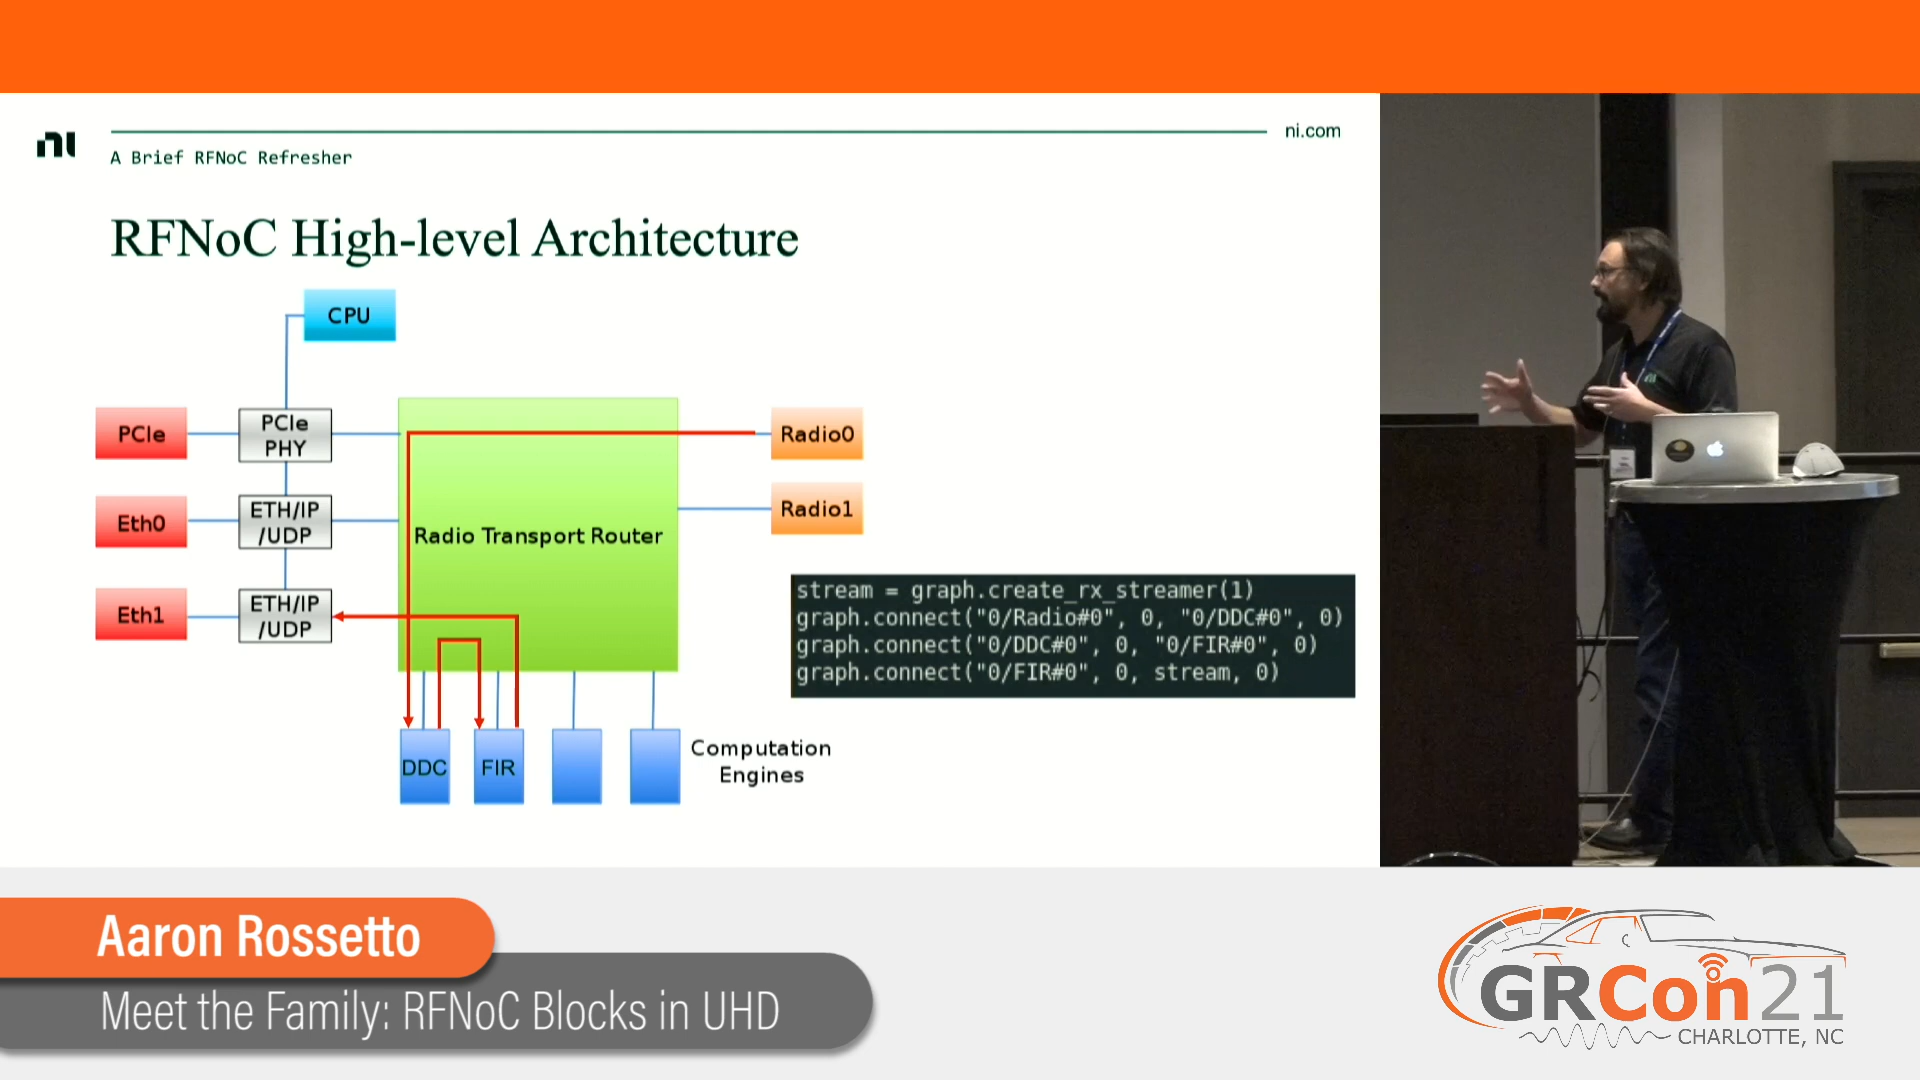 ni
ni.com
A Brief RFNoC Refresher
RFNoC High-level Architecture
CPU
PCIe
PCIe
PHY
Radio0
Eth0
ETH/IP
/UDP
Radio1
Radio Transport Router
Eth1
ETH/IP
/UDP
stream = graph.create_rx_streamer(1)
graph.connect("0/Radio#0", 0, "0/DDC#0", 0)
graph.connect("0/DDC#0", 0, "0/FIR#0", 0)
graph.connect("0/FIR#0", 0, stream, 0)
DDC
FIR
Computation
Engines
Aaron Rossetto
Meet the Family: RFNoC Blocks in UHD
GRCon21
CHARLOTTE, NC